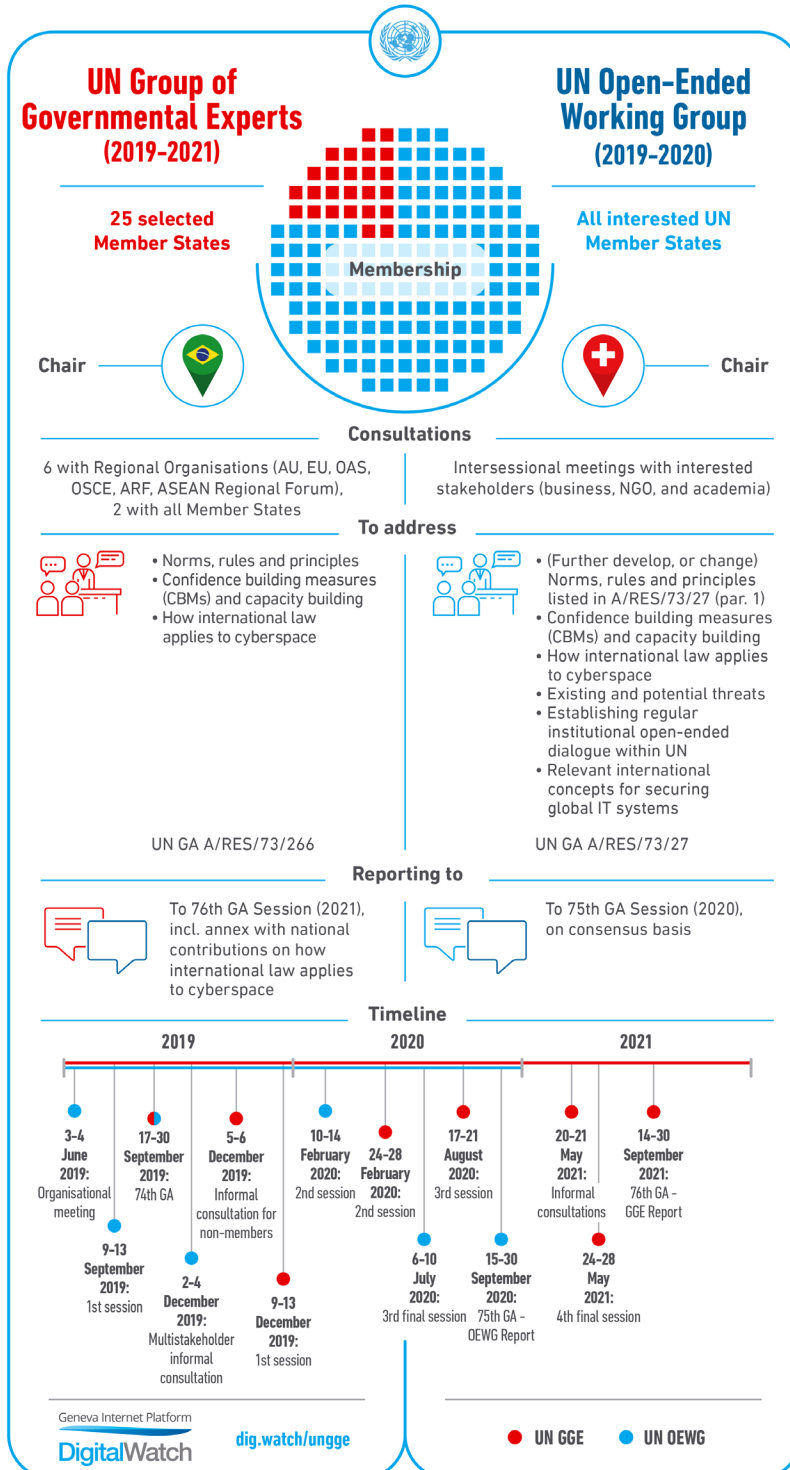 UN Group of
Governmental Experts
(2019-2021)
UN Open-Ended
Working Group
(2019-2020)
25 selected
Member States
All interested UN
Member States
Membership
Chair
Chair
Consultations
6 with Regional Organisations (AU, EU, OAS,
OSCE, ARF, ASEAN Regional Forum),
2 with all Member States
Intersessional meetings with interested
stakeholders (business, NGO, and academia)
To address
• Norms, rules and principles
• Confidence building measures
(CBMs) and capacity building
• How international law
applies to cyberspace
UN GA A/RES/73/266
• (Further develop, or change)
Norms, rules and principles
listed in A/RES/73/27 (par. 1)
• Confidence building measures
(CBMs) and capacity building
• How international law applies
to cyberspace
• Existing and potential threats
• Establishing regular
institutional open-ended
dialogue within UN
• Relevant international
concepts for securing
global IT systems
UN GA A/RES/73/27
Reporting to
To 76th GA Session (2021),
incl. annex with national
contributions on how
international law applies
to cyberspace
To 75th GA Session (2020),
on consensus basis
Timeline
2019
2020
2021
3-4
June
2019:
Organisational
meeting
9-13
September
2019:
1st session
17-30
September
2019:
74th GA
2-4
December
2019:
Multistakeholder
informal
consultation
5-6
December
2019:
Informal
consultation for
non-members
9-13
December
2019:
1st session
10-14
February
2020:
2nd session
24-28
February
2020:
2nd session
6-10
July
2020:
3rd final session
17-21
August
2020:
3rd session
15-30
September
2020:
75th GA -
OEWG Report
20-21
May
2021:
Informal
consultations
24-28
May
2021:
4th final session
14-30
September
2021:
76th GA -
GGE Report
Geneva Internet Platform
DigitalWatch
dig.watch/ungge
UN GGE
UN OEWG